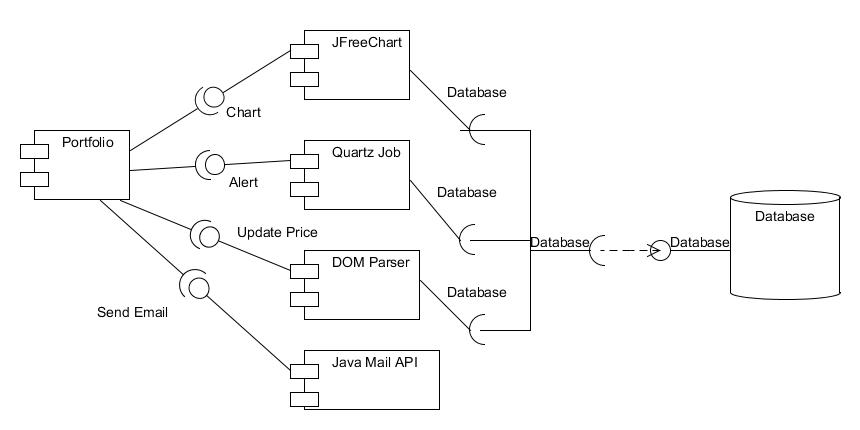 JFreeChart
Database
Chart
Portfolio
Quartz Job
Alert
Database
Database
Database
Database
Update Price
DOM Parser
Database
Send Email
Java Mail API